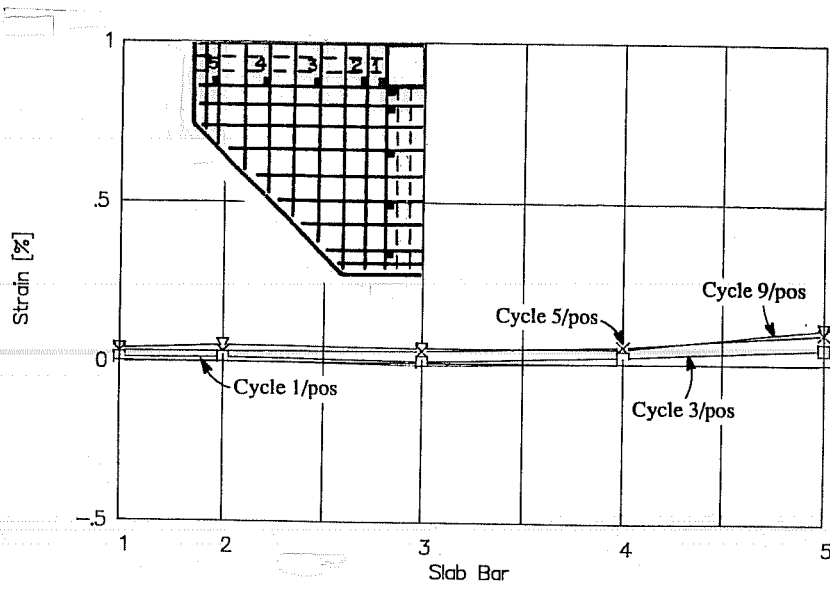 1
5 4 3 2 1
.5
Strain [%]
Cycle 9/pos
Cycle 5/pos
0
Cycle 1/pos
Cycle 3/pos
-.5
1 2 3 4 5
Slab Bar